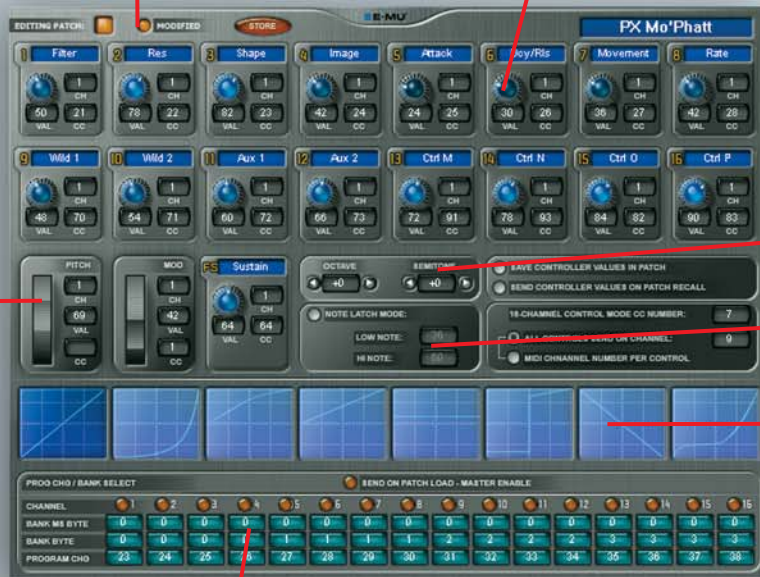 E-MU
EDITING PATCH: MODIFIED STORE PX Mo'Phatt
1 Filter 2 Res 3 Shape 4 Image 5 Attack 6 Dcy/Rls 7 Movement 8 Rate
1 1 1 1 1 1 1 1
CH CH CH CH CH CH CH CH
50 21 78 22 82 23 42 24 24 25 30 26 36 27 42 28
VAL CC VAL CC VAL CC VAL CC VAL CC VAL CC VAL CC VAL CC
9 Wild 1 10 Wild 2 11 Aux 1 12 Aux 2 13 Ctrl M 14 Ctrl N 15 Ctrl O 16 Ctrl P
1 1 1 1 1 1 1 1
CH CH CH CH CH CH CH CH
48 70 54 71 60 72 66 73 72 91 78 93 84 82 90 83
VAL CC VAL CC VAL CC VAL CC VAL CC VAL CC VAL CC VAL CC
PITCH MOD FS Sustain OCTAVE SEMITONE SAVE CONTROLLER VALUES IN PATCH
1 1 1 +0 +0 SEND CONTROLLER VALUES ON PATCH RECALL
CH CH CH
69 42 64 64 NOTE LATCH MODE: 16-CHANNEL CONTROL MODE CC NUMBER: 7
VAL VAL VAL CC LOW NOTE: 36 ALL CONTROLS SEND ON CHANNEL: 9
1 HI NOTE: MIDI CHNANNEL NUMBER PER CONTROL
CC CC
PROG CHG / BANK SELECT SEND ON PATCH LOAD - MASTER ENABLE
CHANNEL 1 2 3 4 5 6 7 8 9 10 11 12 13 14 15 16
BANK MS BYTE 0 0 0 0 0 0 0 0 0 0 0 0 0 0 0 0
BANK BYTE 0 0 0 1 1 1 1 2 2 2 2 3 3 3
PROGRAM CHG 23 24 25 26 27 28 29 30 31 32 33 34 35 36 37 38